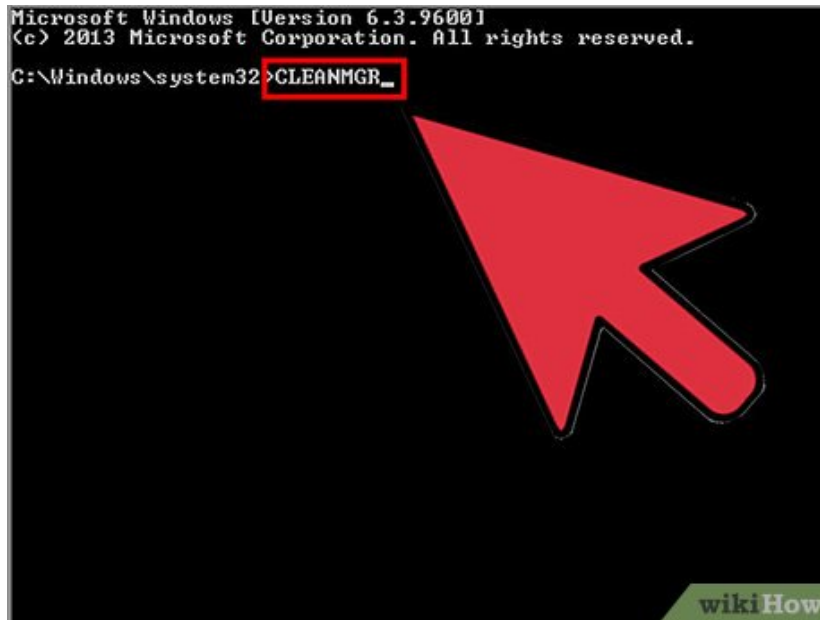 Microsoft Windows [Version 6.3.9600]
(c) 2013 Microsoft Corporation. All rights reserved.
C:\Windows\system32>CLEANMGR_
wikiHow